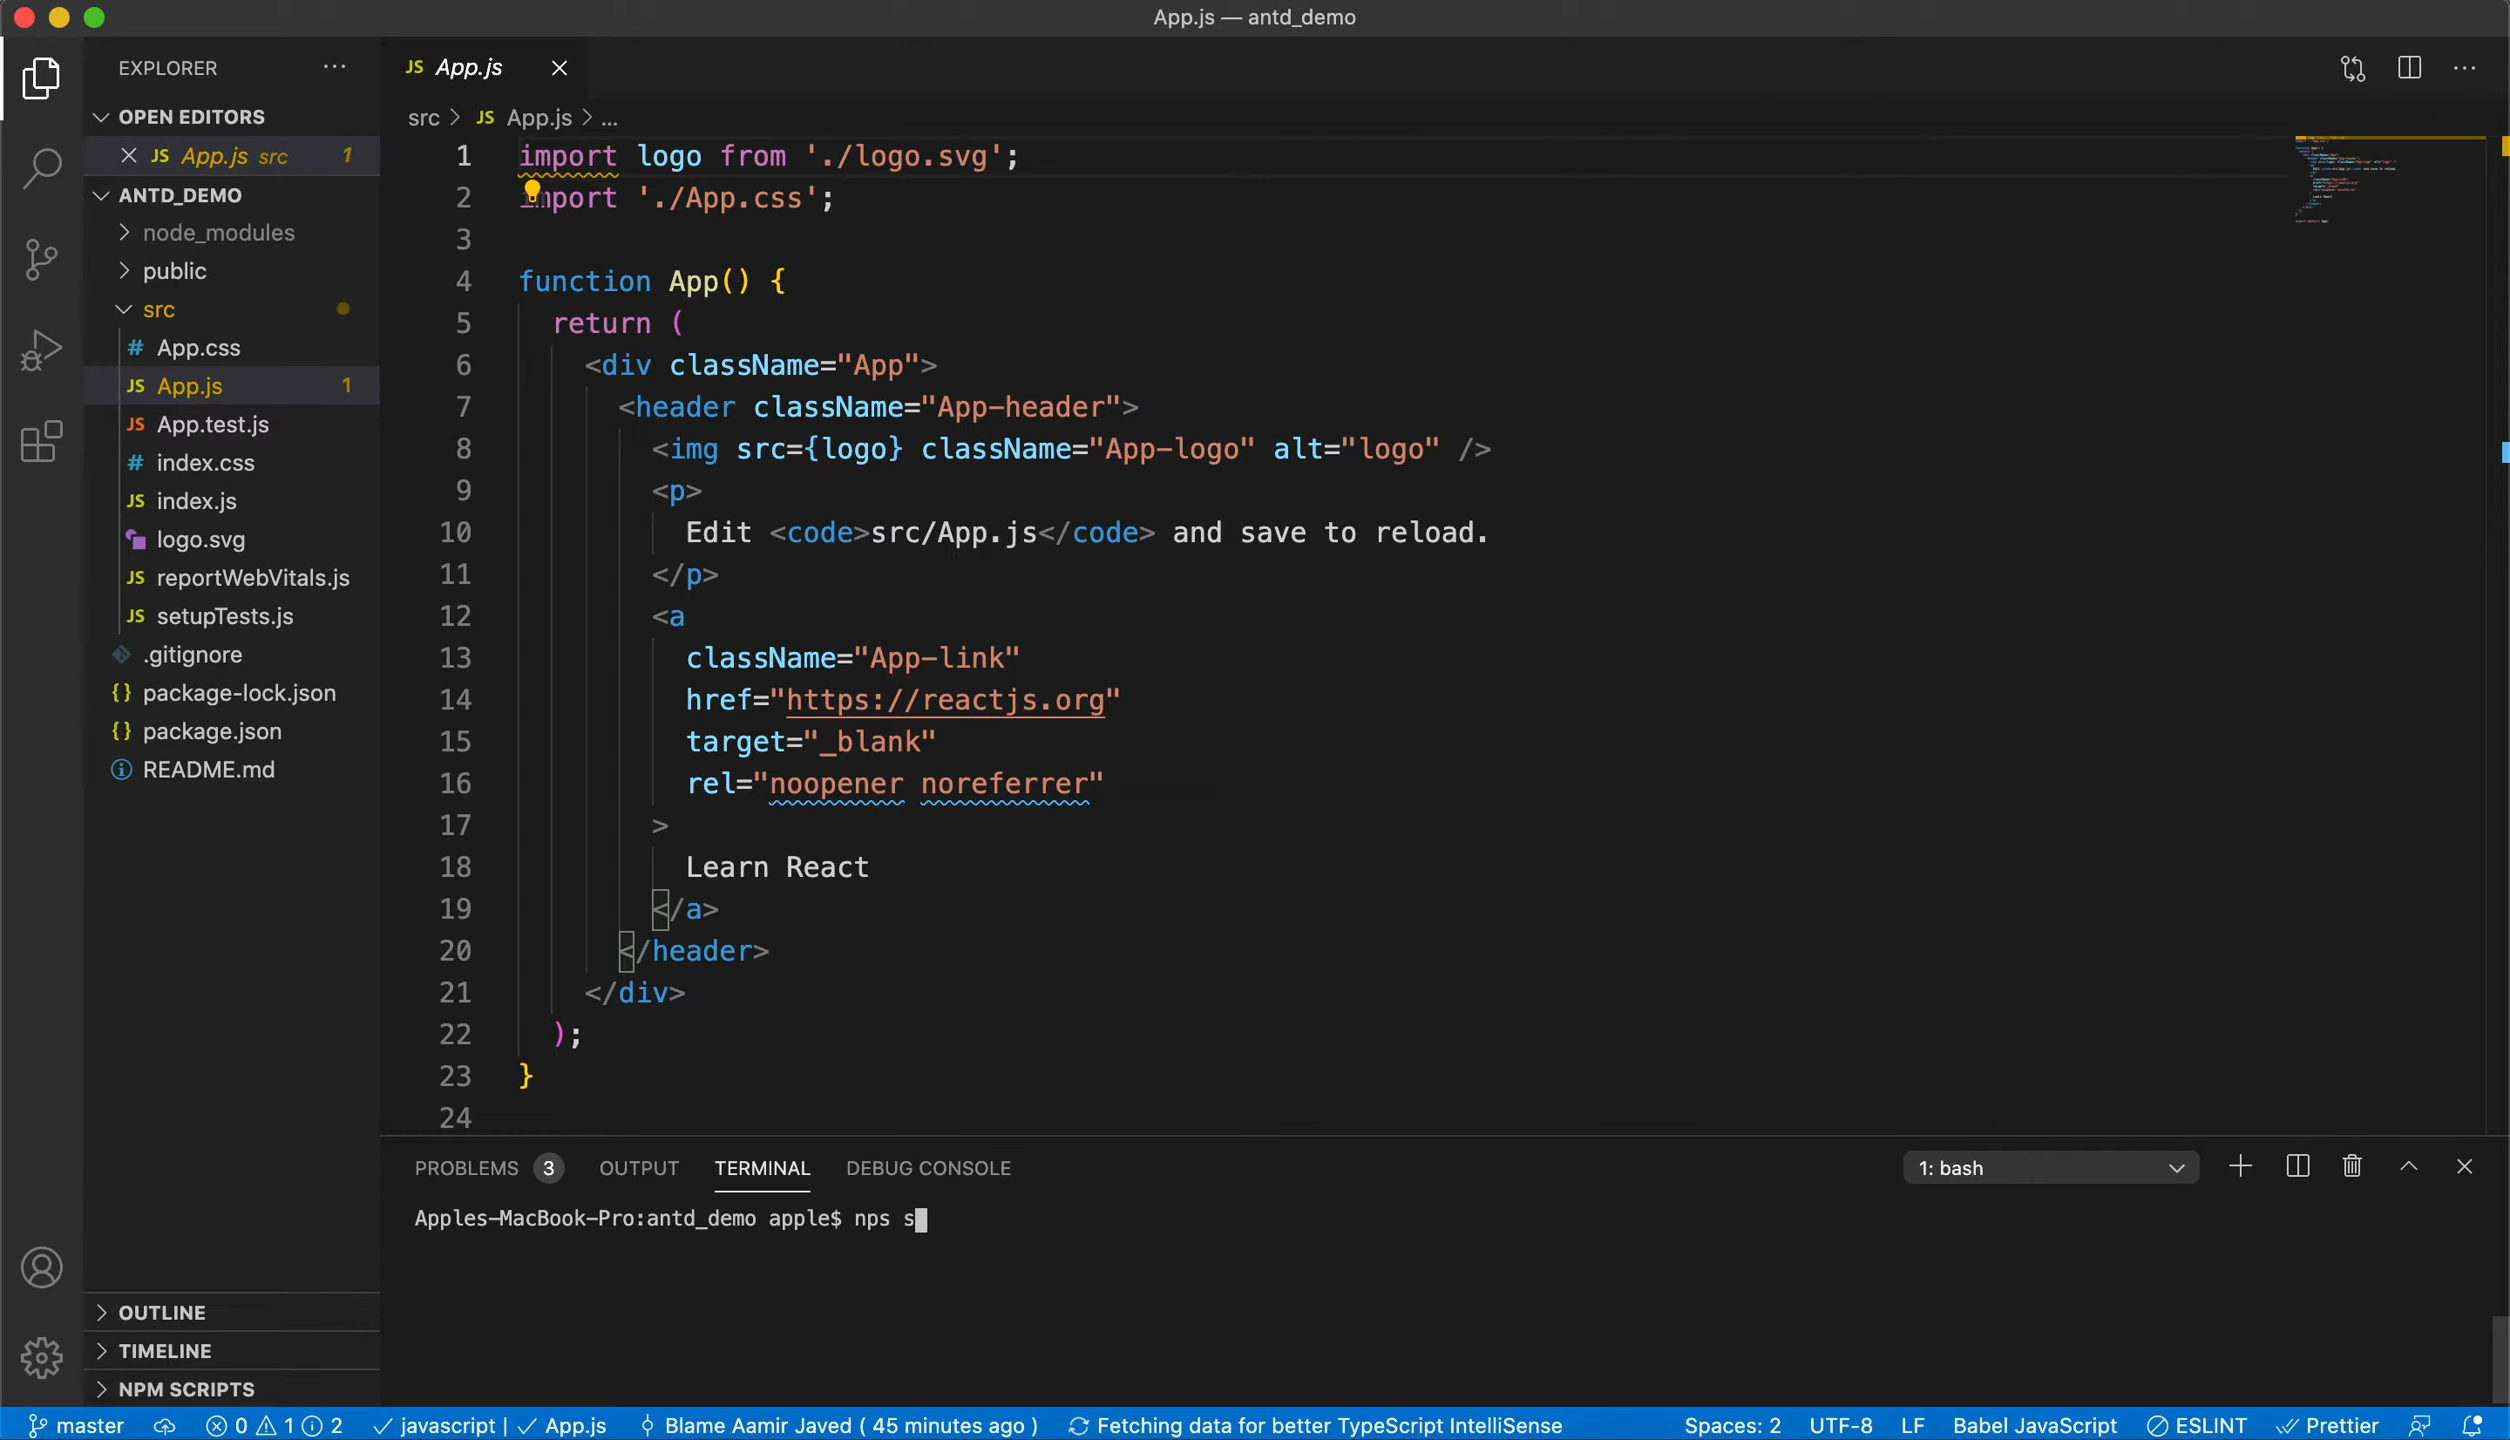 App.js — antd_demo
EXPLORER
OPEN EDITORS
JS App.js src 1
ANTD_DEMO
node_modules
public
src
# App.css
JS App.js 1
JS App.test.js
# index.css
JS index.js
logo.svg
JS reportWebVitals.js
JS setupTests.js
.gitignore
{} package-lock.json
{} package.json
README.md
OUTLINE
TIMELINE
NPM SCRIPTS
JS App.js
src > JS App.js > ...
1 import logo from './logo.svg';
2 import './App.css';
3
4 function App() {
5 return (
6 <div className="App">
7 <header className="App-header">
8 <img src={logo} className="App-logo" alt="logo" />
9 <p>
10 Edit <code>src/App.js</code> and save to reload.
11 </p>
12 <a
13 className="App-link"
14 href="https://reactjs.org"
15 target="_blank"
16 rel="noopener noreferrer"
17 >
18 Learn React
19 </a>
20 </header>
21 </div>
22 );
23 }
24
PROBLEMS 3 OUTPUT TERMINAL DEBUG CONSOLE
1: bash
Apples-MacBook-Pro:antd_demo apple$ nps s
master 0 1 2 javascript | App.js Blame Aamir Javed ( 45 minutes ago ) Fetching data for better TypeScript IntelliSense Spaces: 2 UTF-8 LF Babel JavaScript ESLINT Prettier